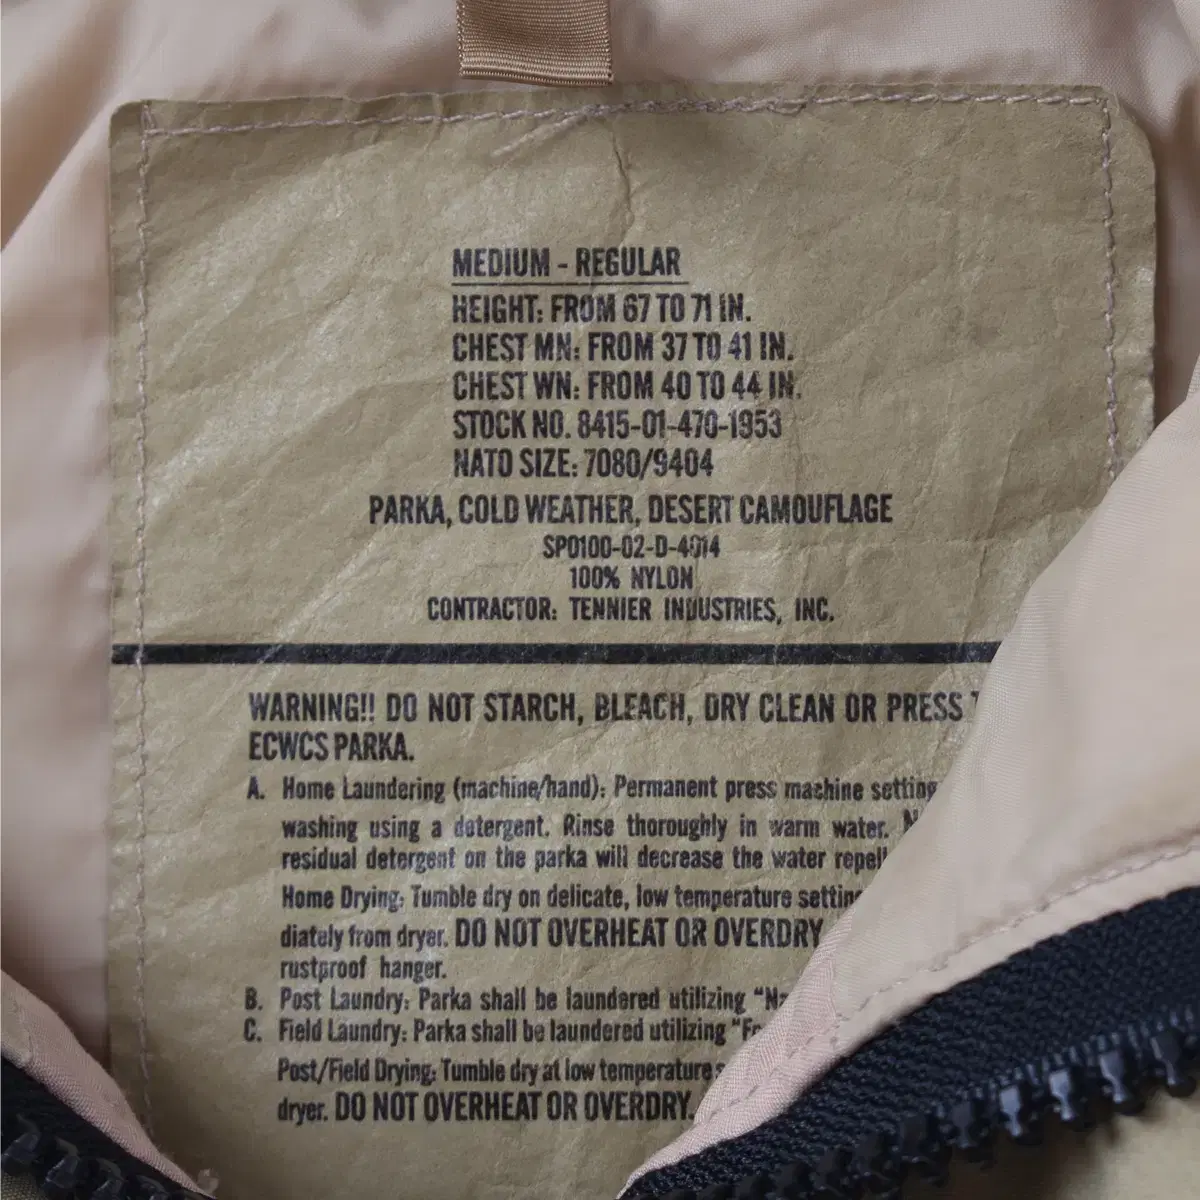 MEDIUM - REGULAR
HEIGHT: FROM 67 TO 71 IN.
CHEST MN: FROM 37 TO 41 IN.
CHEST WN: FROM 40 TO 44 IN.
STOCK NO. 8415-01-470-1953
NATO SIZE: 7080/9404
PARKA, COLD WEATHER, DESERT CAMOUFLAGE
SP0100-02-D-4014
100% NYLON
CONTRACTOR: TENNIER INDUSTRIES, INC.
WARNING!! DO NOT STARCH, BLEACH, DRY CLEAN OR PRESS
ECWCS PARKA.
A. Home Laundering (machine/hand): Permanent press machine setting
washing using a detergent. Rinse thoroughly in warm water.
residual detergent on the parka will decrease the water repell
Home Drying: Tumble dry on delicate, low temperature setting
diately from dryer. DO NOT OVERHEAT OR OVERDRY
rustproof hanger.
B. Post Laundry: Parka shall be laundered utilizing "Na
C. Field Laundry: Parka shall be laundered utilizing "Fo
Post/Field Drying: Tumble dry at low temperature
dryer. DO NOT OVERHEAT OR OVERDRY.